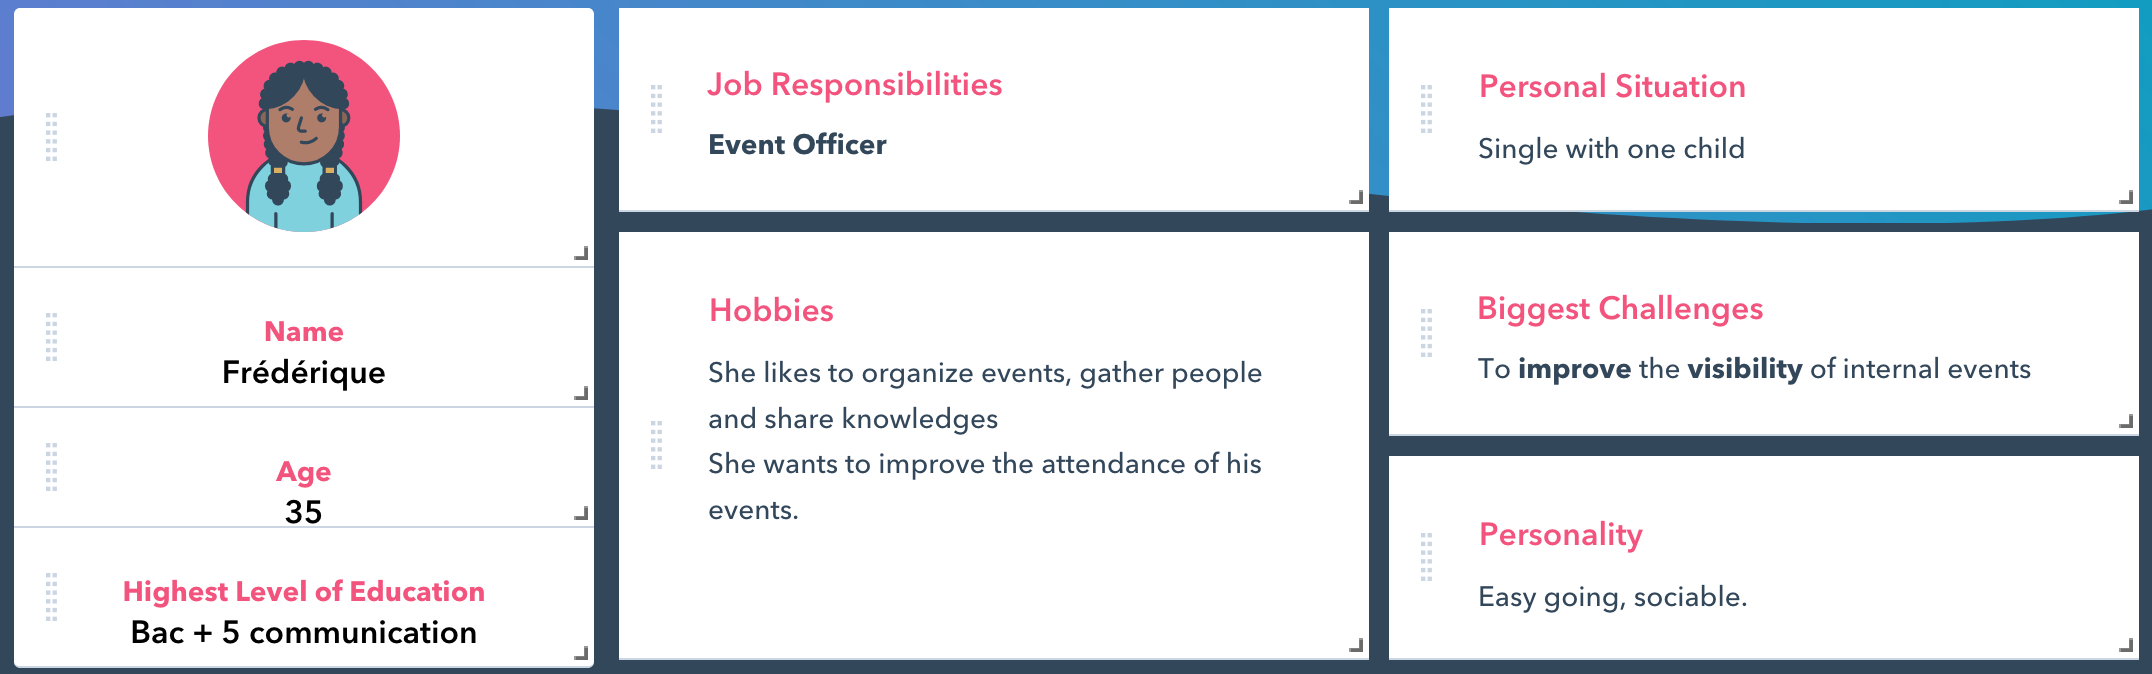 Name
Frédérique
Age
35
Highest Level of Education
Bac + 5 communication
Job Responsibilities
Event Officer
Hobbies
She likes to organize events, gather people
and share knowledges
She wants to improve the attendance of his
events.
Personal Situation
Single with one child
Biggest Challenges
To improve the visibility of internal events
Personality
Easy going, sociable.